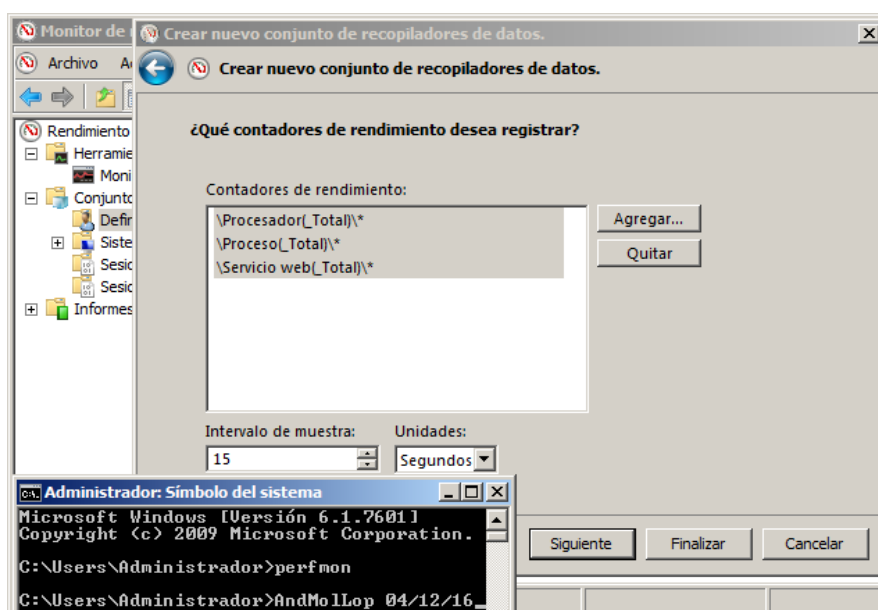 Monitor de
Crear nuevo conjunto de recopiladores de datos.
Archivo
Crear nuevo conjunto de recopiladores de datos.
Rendimiento
¿Qué contadores de rendimiento desea registrar?
Herramie
Moni
Conjunto
Defin
Siste
Sesio
Sesio
Informes
Contadores de rendimiento:
\Procesador(_Total)\*
\Proceso(_Total)\*
\Servicio web(_Total)\*
Agregar...
Quitar
Intervalo de muestra:
Unidades:
15
Segundos
Administrador: Símbolo del sistema
Microsoft Windows [Versión 6.1.7601]
Copyright (c) 2009 Microsoft Corporation.
C:\Users\Administrador>perfmon
C:\Users\Administrador>AndMolLop 04/12/16_
Siguiente
Finalizar
Cancelar